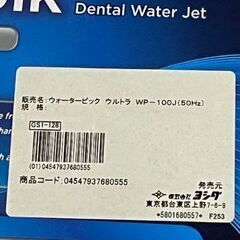 Dental Water Jet
販売名:ウォーターピック ウルトラ WP-100J(50Hz)
規 格:
GS1-128
(01)04547937680555
商品コード:04547937680555
発売元
株式会社 ヨシダ
東京都台東区上野7-6-9
*5801680557* F253